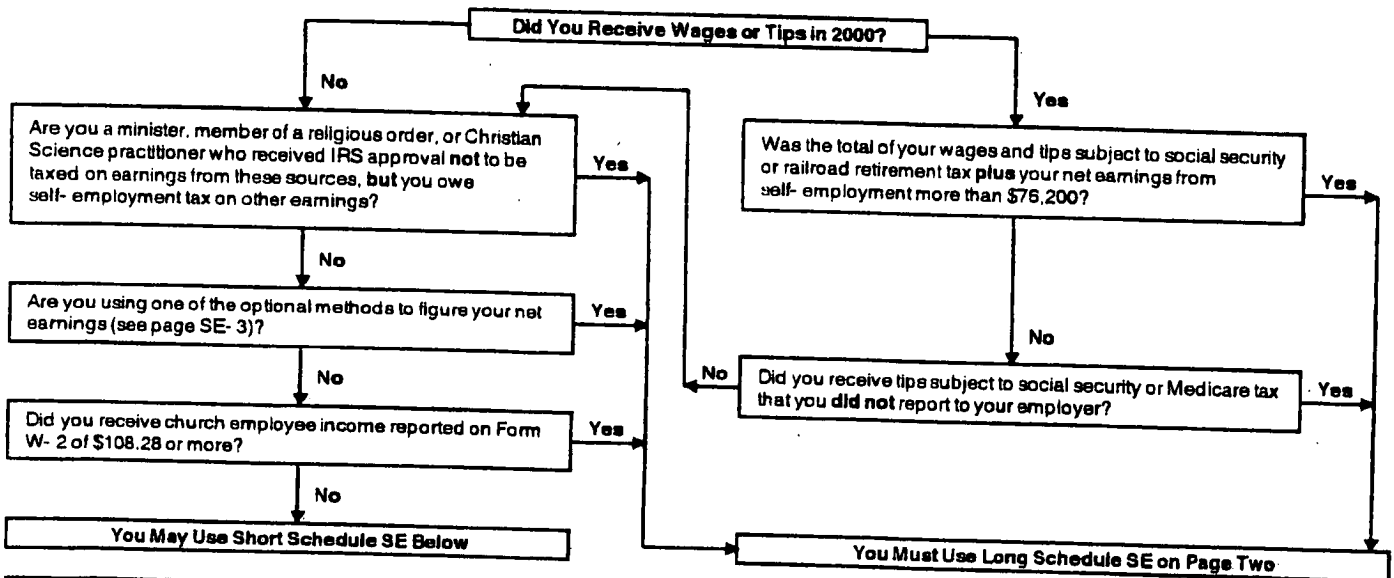 Did You Receive Wages or Tips in 2000?
No
Yes
Are you a minister, member of a religious order, or Christian
Science practitioner who received IRS approval not to be
taxed on earnings from these sources, but you owe
self- employment tax on other earnings?
Yes
Was the total of your wages and tips subject to social security
or railroad retirement tax plus your net earnings from
self- employment more than $76,200?
Yes
No
Are you using one of the optional methods to figure your net
earnings (see page SE- 3)?
Yes
No
No
Did you receive tips subject to social security or Medicare tax
that you did not report to your employer?
No
Yes
Did you receive church employee income reported on Form
W- 2 of $108.28 or more?
Yes
No
You May Use Short Schedule SE Below
You Must Use Long Schedule SE on Page Two